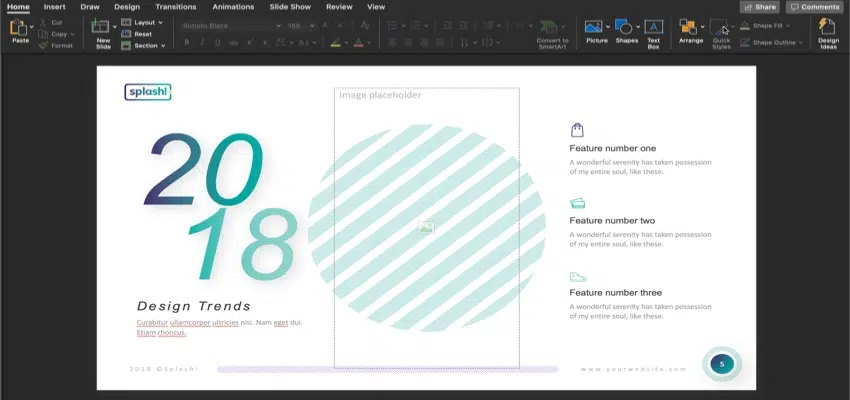 Home Insert Draw Design Transitions Animations Slide Show Review View Share Comments
Paste
Cut
Copy
Format
New Slide
Layout
Reset
Section
Roboto Black
166
Convert to SmartArt
Picture
Shapes
Text Box
Arrange
Quick Styles
Shape Fill
Shape Outline
Design Ideas
splash!
Image placeholder
20
18
Design Trends
Curabitur ullamcorper ultricies nisi. Nam eget dui.
Etiam rhoncus.
Feature number one
A wonderful serenity has taken possession
of my entire soul, like these.
Feature number two
A wonderful serenity has taken possession
of my entire soul, like these.
Feature number three
A wonderful serenity has taken possession
of my entire soul, like these.
2018 ©Splash!
www.yourwebsite.com
5